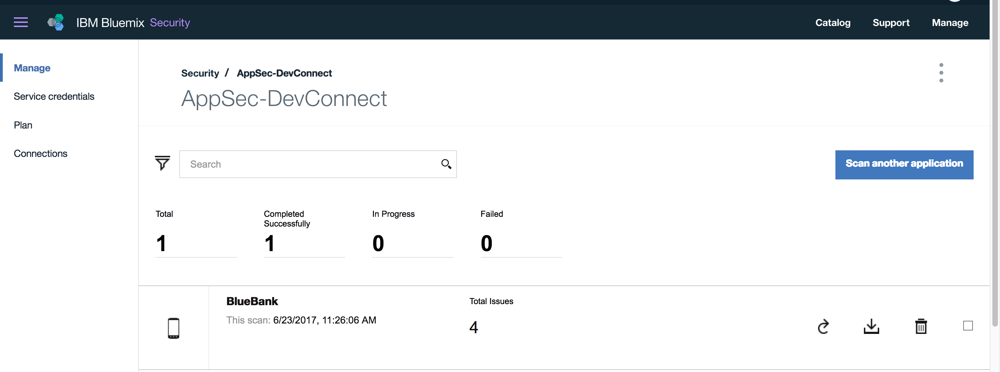 IBM Bluemix Security
Catalog Support Manage
Manage
Service credentials
Plan
Connections
Security / AppSec-DevConnect
AppSec-DevConnect
Search
Scan another application
Total
1
Completed
Successfully
1
In Progress
0
Failed
0
BlueBank
This scan: 6/23/2017, 11:26:06 AM
Total Issues
4